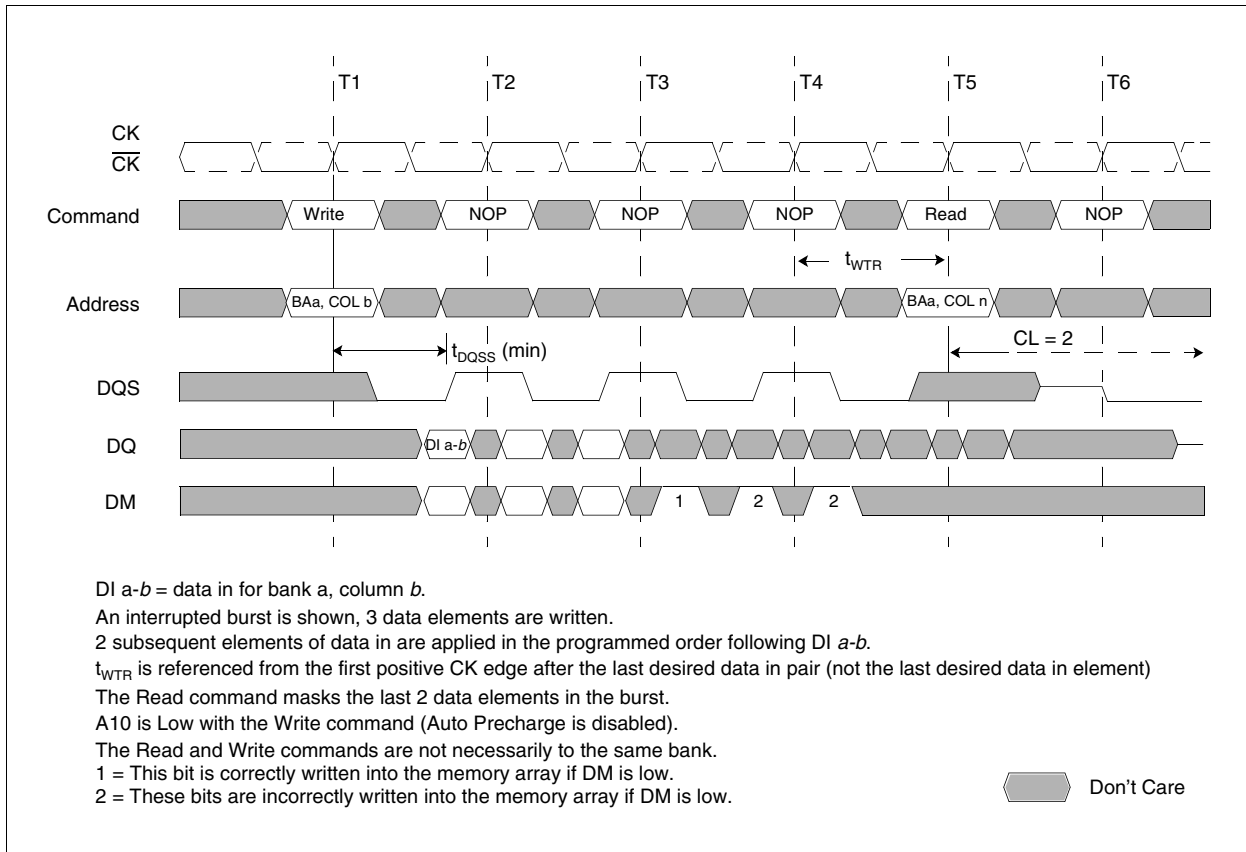 T1 T2 T3 T4 T5 T6
CK
CK
Command Write NOP NOP NOP Read NOP
tWTR
Address BAa, COL b BAa, COL n
tDQSS (min) CL = 2
DQS
DQ DI a-b
DM 1 2 2
DI a-b = data in for bank a, column b.
An interrupted burst is shown, 3 data elements are written.
2 subsequent elements of data in are applied in the programmed order following DI a-b.
tWTR is referenced from the first positive CK edge after the last desired data in pair (not the last desired data in element)
The Read command masks the last 2 data elements in the burst.
A10 is Low with the Write command (Auto Precharge is disabled).
The Read and Write commands are not necessarily to the same bank.
1 = This bit is correctly written into the memory array if DM is low.
2 = These bits are incorrectly written into the memory array if DM is low.
Don't Care